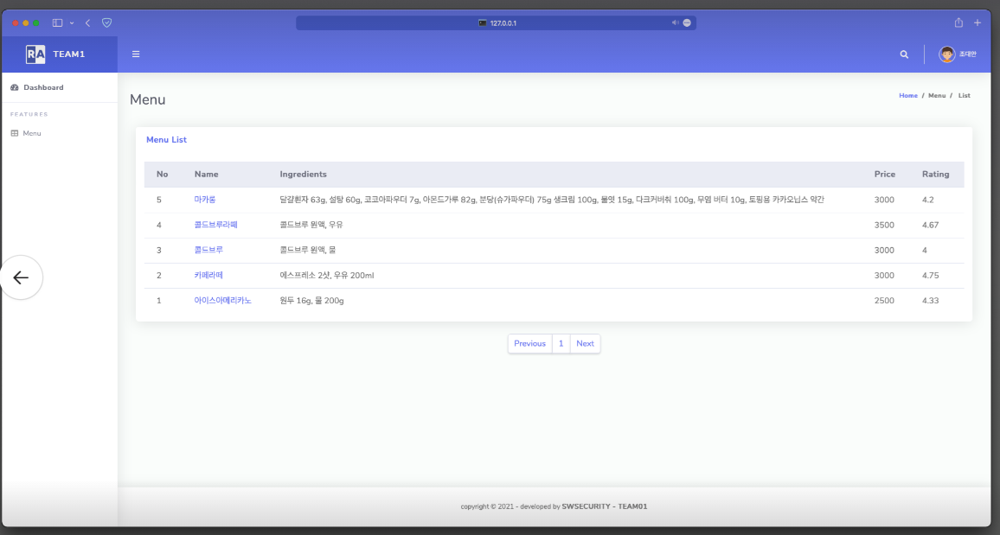 127.0.0.1
RA TEAM1
조대안
Dashboard
FEATURES
Menu
Menu
Home / Menu / List
Menu List
No Name Ingredients Price Rating
5 마카롱 달걀흰자 63g, 설탕 60g, 코코아파우더 7g, 아몬드가루 82g, 분당(슈가파우더) 75g 생크림 100g, 물엿 15g, 다크커버춰 100g, 무염 버터 10g, 토핑용 카카오닙스 약간 3000 4.2
4 콜드브루라떼 콜드브루 원액, 우유 3500 4.67
3 콜드브루 콜드브루 원액, 물 3000 4
2 카페라떼 에스프레소 2샷, 우유 200ml 3000 4.75
1 아이스아메리카노 원두 16g, 물 200g 2500 4.33
Previous 1 Next
copyright © 2021 - developed by SWSECURITY - TEAM01